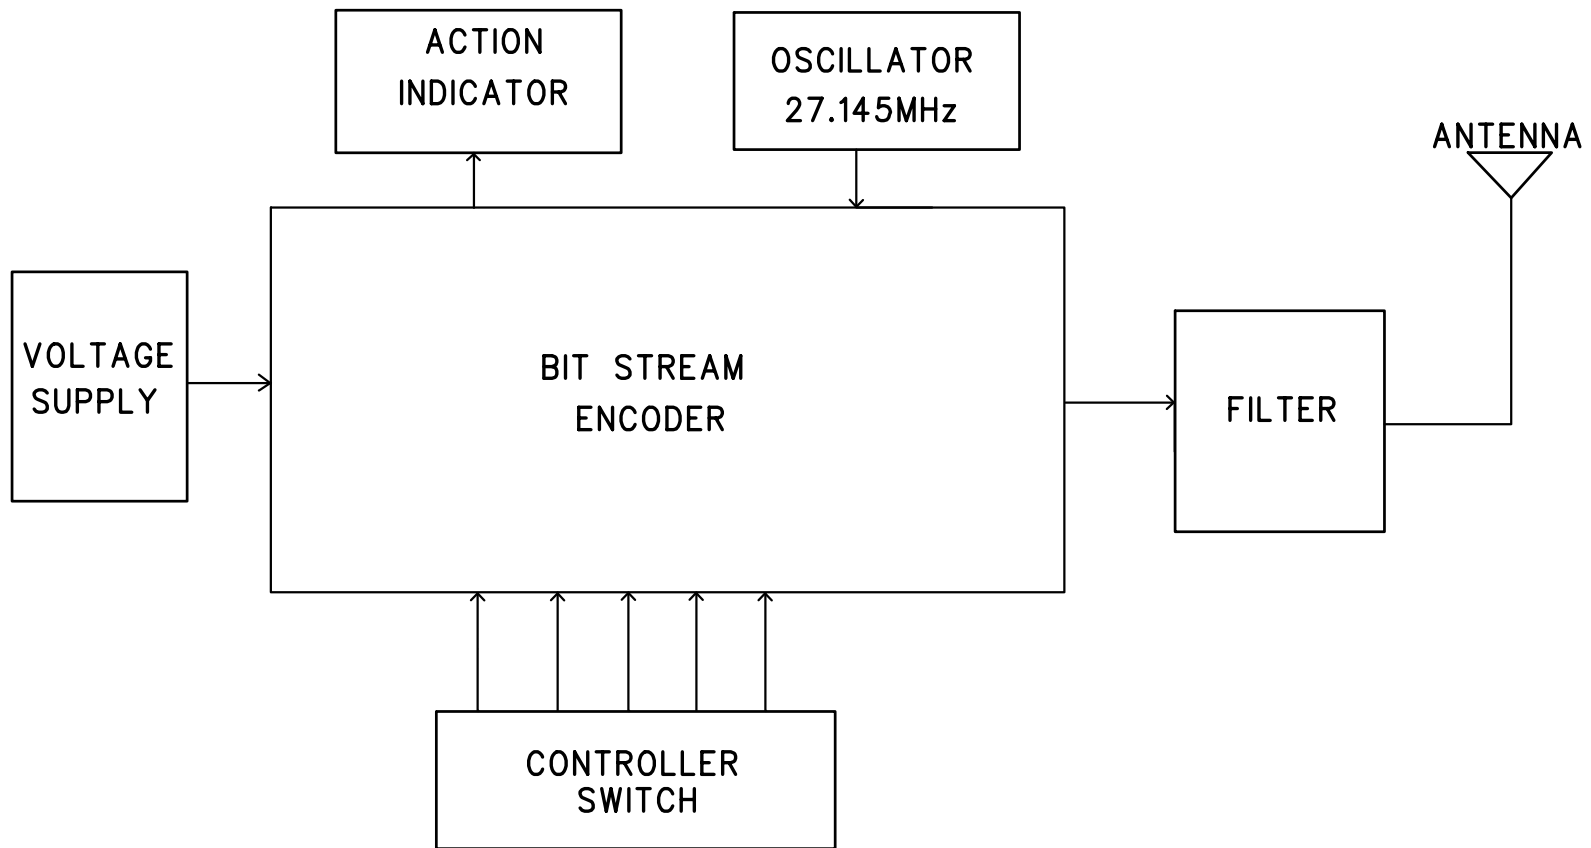 ACTION
INDICATOR
OSCILLATOR
27.145MHz
ANTENNA
VOLTAGE
SUPPLY
BIT STREAM
ENCODER
FILTER
CONTROLLER
SWITCH